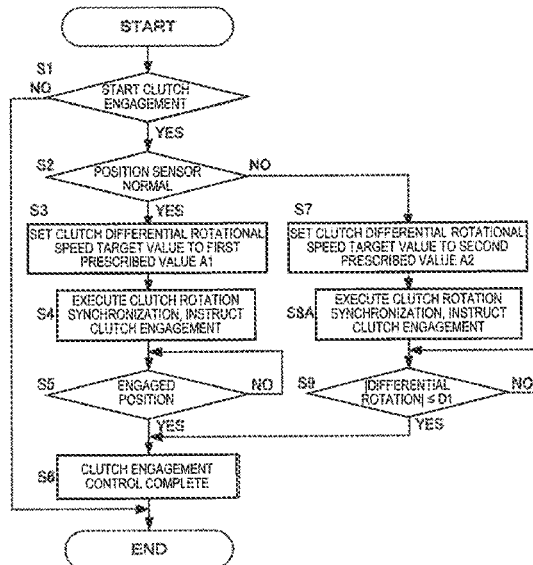 START
S1
NO
START CLUTCH
ENGAGEMENT
YES
S2
POSITION SENSOR
NORMAL
NO
YES
S3
SET CLUTCH DIFFERENTIAL ROTATIONAL
SPEED TARGET VALUE TO FIRST
PRESCRIBED VALUE A1
S7
SET CLUTCH DIFFERENTIAL ROTATIONAL
SPEED TARGET VALUE TO SECOND
PRESCRIBED VALUE A2
S4
EXECUTE CLUTCH ROTATION
SYNCHRONIZATION, INSTRUCT
CLUTCH ENGAGEMENT
S8A
EXECUTE CLUTCH ROTATION
SYNCHRONIZATION, INSTRUCT
CLUTCH ENGAGEMENT
S5
ENGAGED
POSITION
NO
YES
S9
|DIFFERENTIAL
ROTATION| ≤ D1
NO
YES
S6
CLUTCH ENGAGEMENT
CONTROL COMPLETE
END